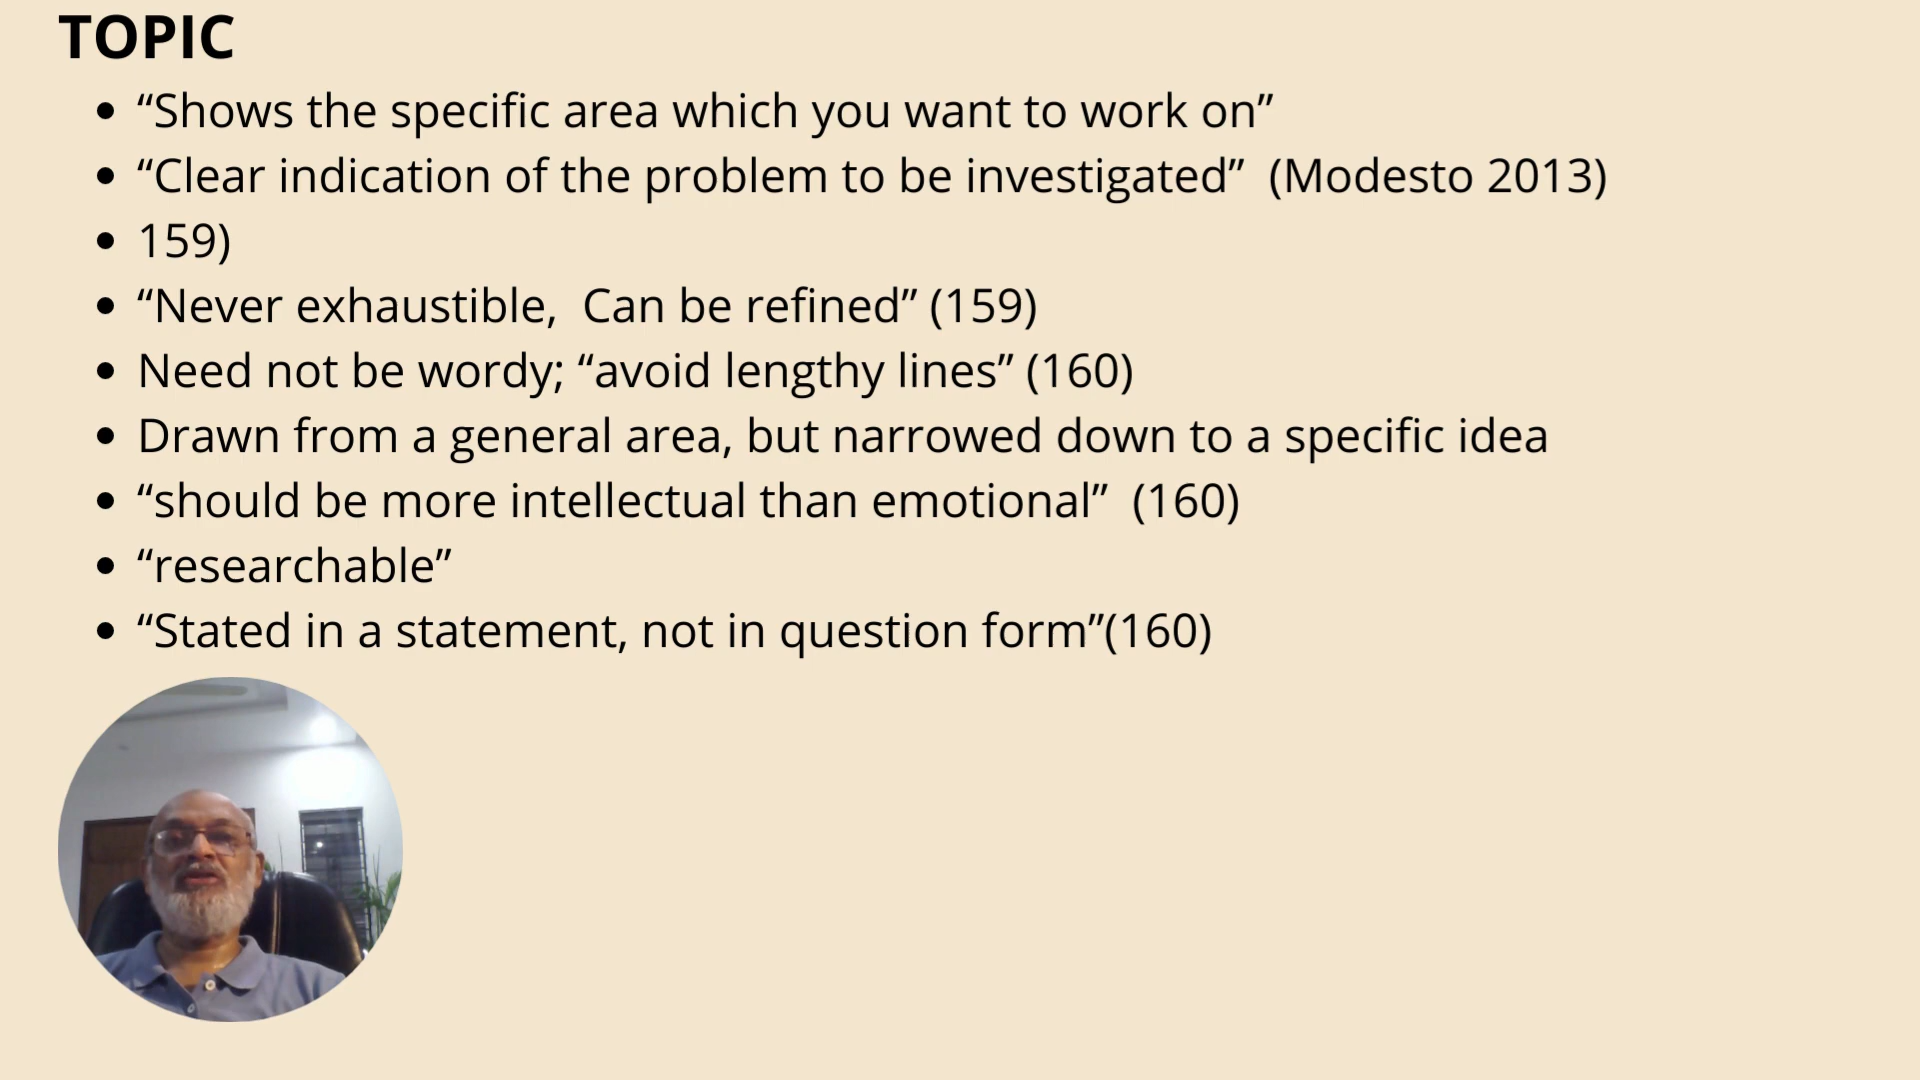 TOPIC
• “Shows the specific area which you want to work on”
• “Clear indication of the problem to be investigated”  (Modesto 2013)
• 159)
• “Never exhaustible,  Can be refined” (159)
• Need not be wordy; “avoid lengthy lines” (160)
• Drawn from a general area, but narrowed down to a specific idea
• “should be more intellectual than emotional”  (160)
• “researchable”
• “Stated in a statement, not in question form”(160)